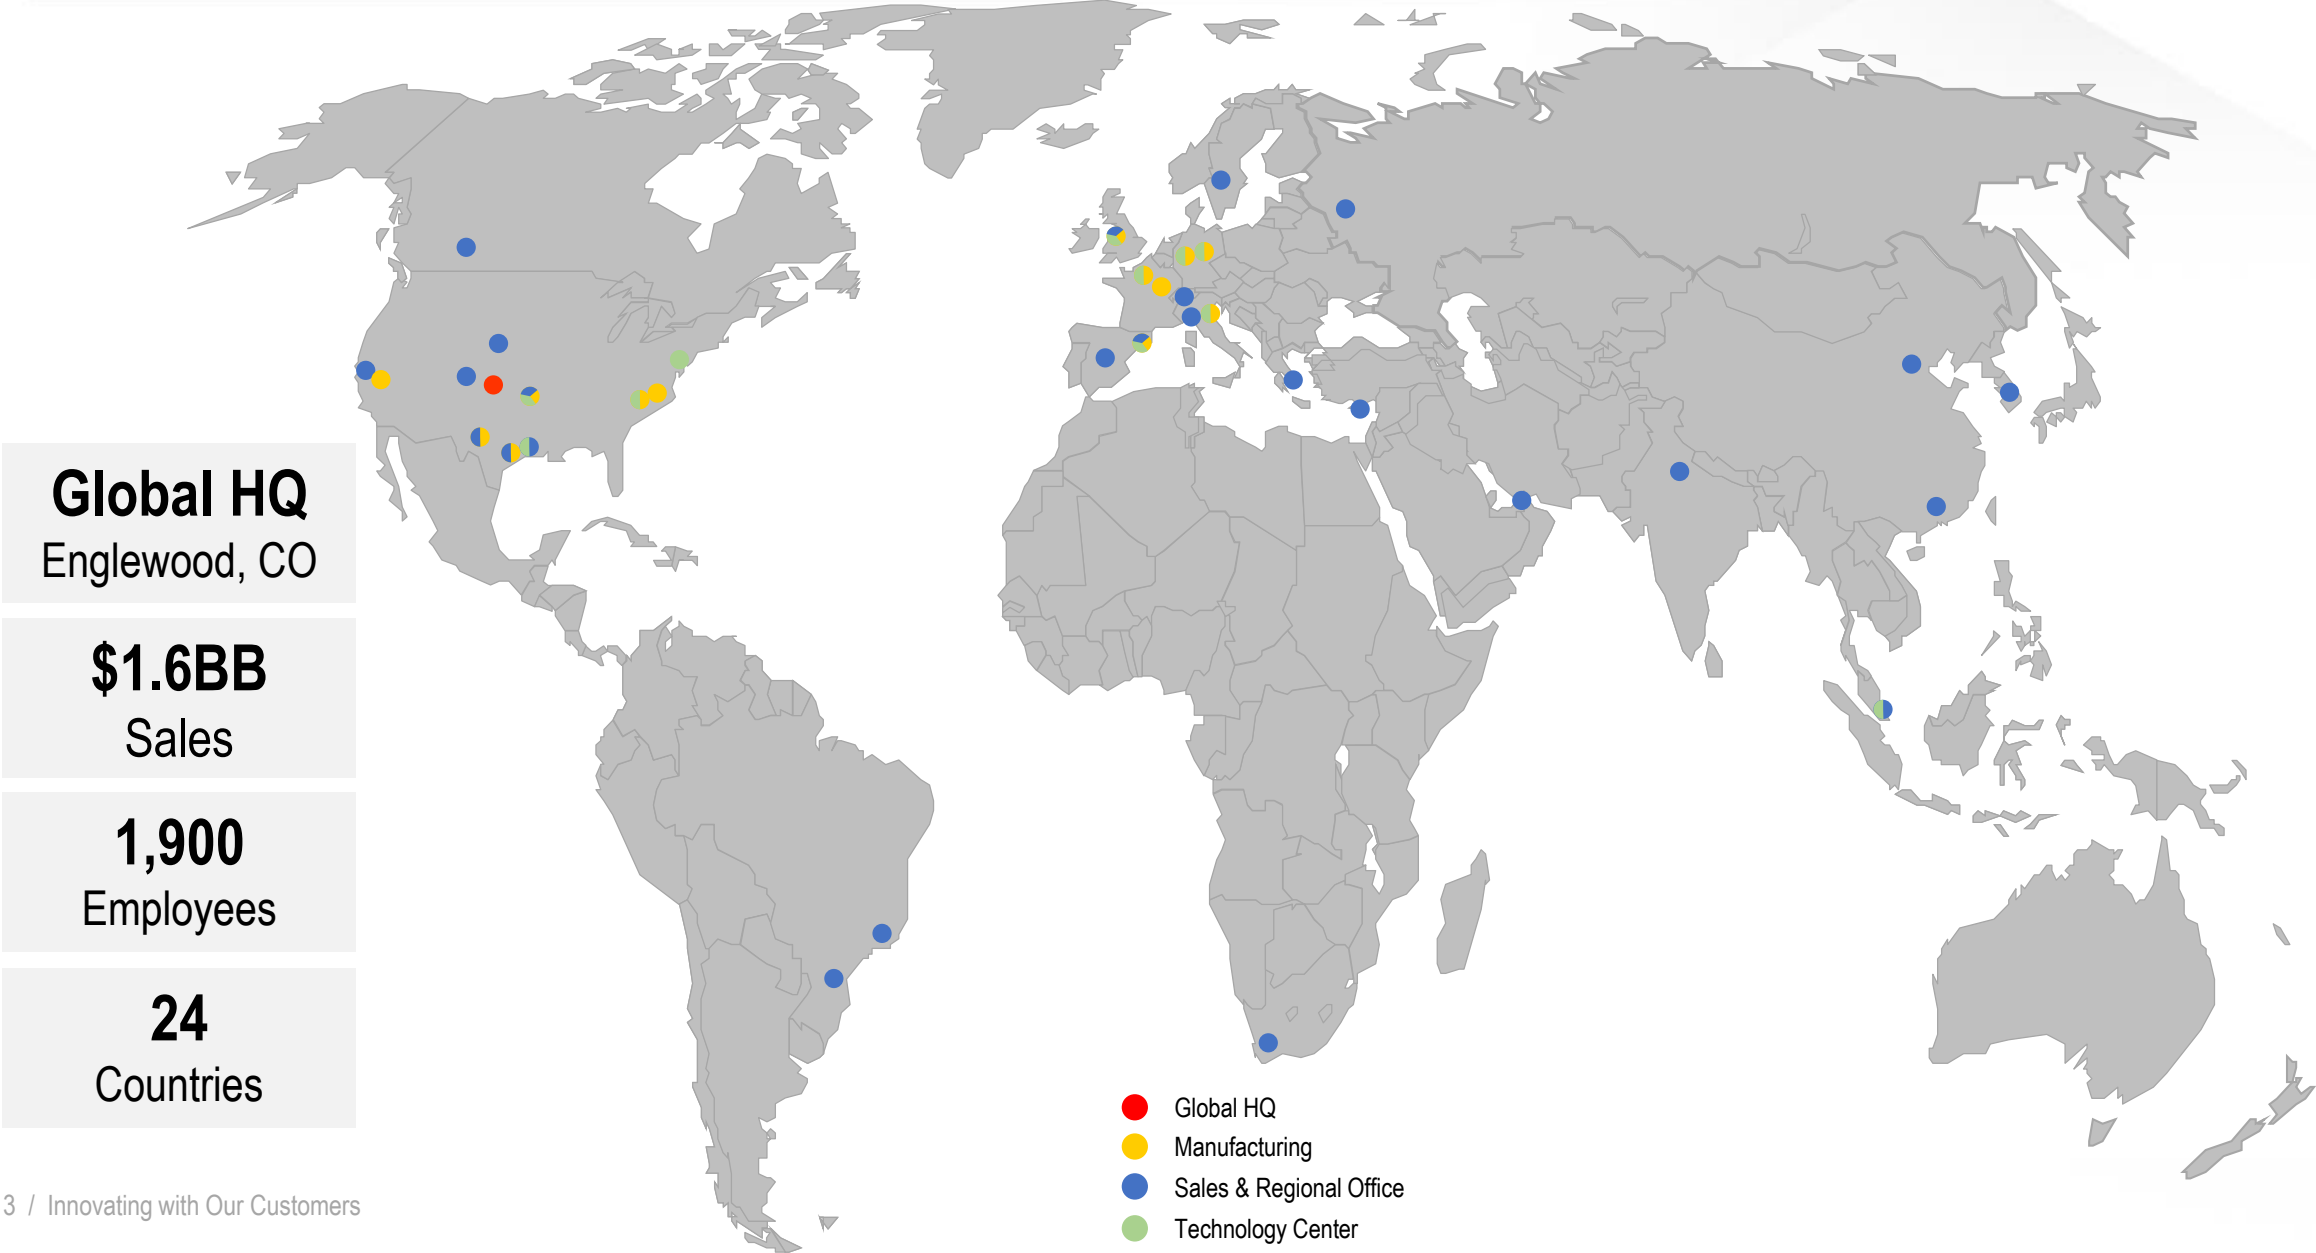 Global HQ
Englewood, CO
$1.6BB
Sales
1,900
Employees
24
Countries
Global HQ
Manufacturing
Sales & Regional Office
Technology Center
3 / Innovating with Our Customers